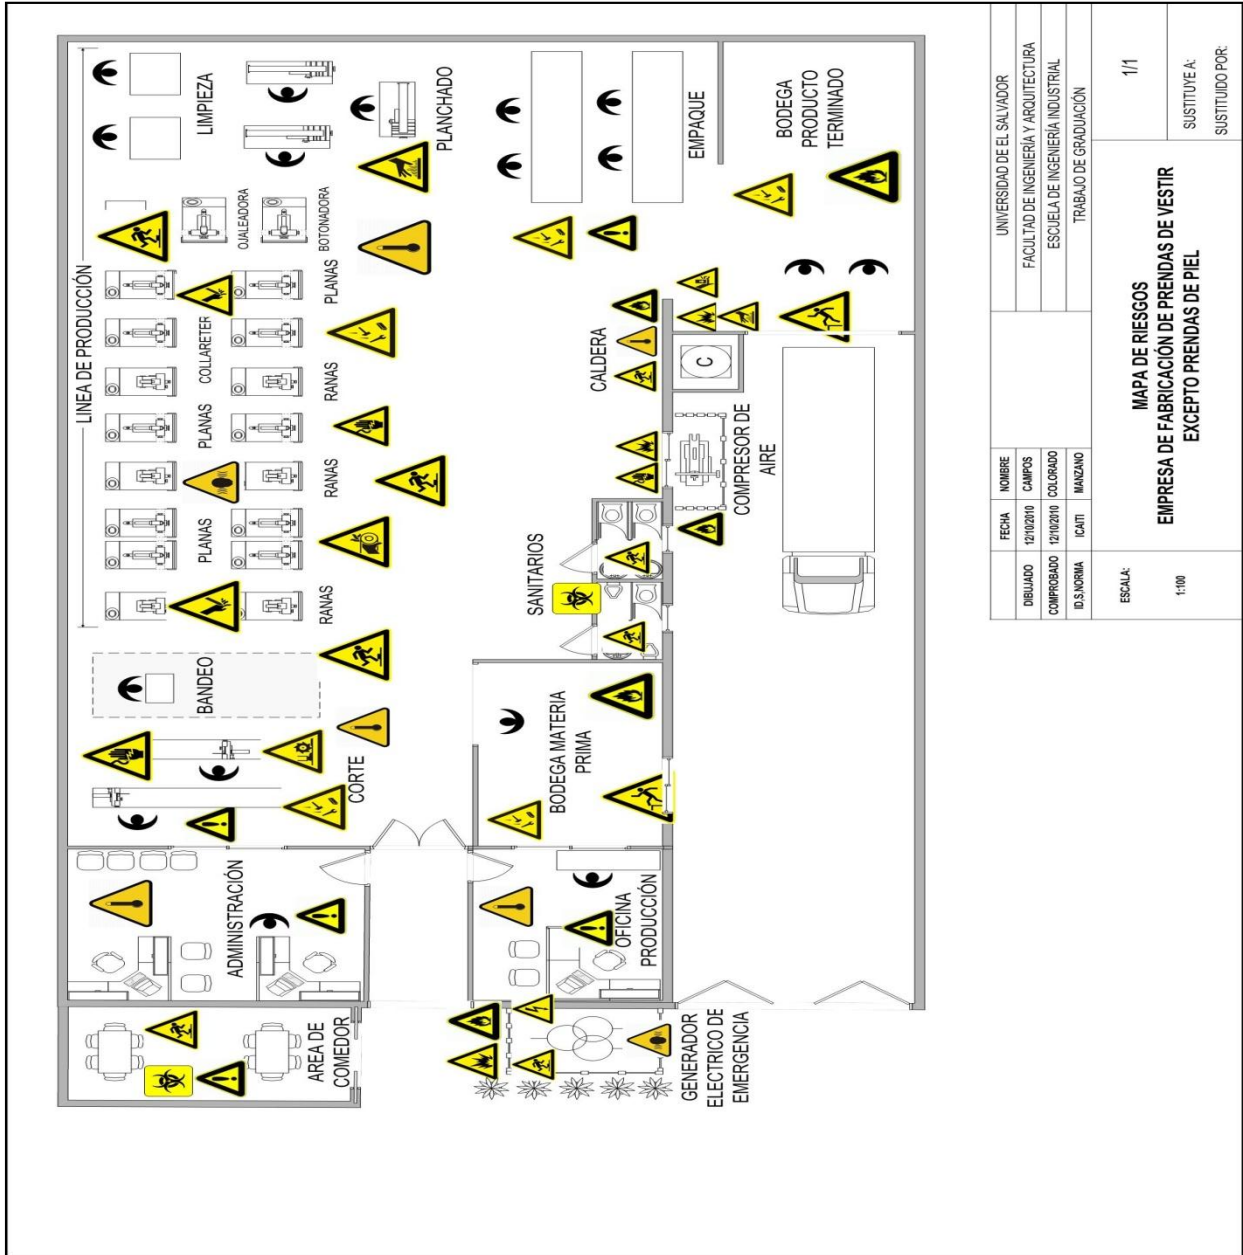 LINEA DE PRODUCCIÓN
LIMPIEZA
PLANCHADO
OJALEADORA
BOTONADORA
PLANAS
COLLARETER
RANAS
PLANAS
RANAS
PLANAS
RANAS
BANDEO
CORTE
EMPAQUE
BODEGA
PRODUCTO
TERMINADO
CALDERA
C
COMPRESOR DE
AIRE
SANITARIOS
BODEGA MATERIA
PRIMA
ADMINISTRACIÓN
OFICINA
PRODUCCIÓN
AREA DE
COMEDOR
GENERADOR
ELECTRICO DE
EMERGENCIA
UNIVERSIDAD DE EL SALVADOR
FACULTAD DE INGENIERÍA Y ARQUITECTURA
ESCUELA DE INGENIERÍA INDUSTRIAL
TRABAJO DE GRADUACIÓN
FECHA NOMBRE
DIBUJADO 12/10/2010 CAMPOS
COMPROBADO 12/10/2010 COLORADO
ID,S,NORMA ICAITI MANZANO
ESCALA:
1:100
MAPA DE RIESGOS
EMPRESA DE FABRICACIÓN DE PRENDAS DE VESTIR
EXCEPTO PRENDAS DE PIEL
1/1
SUSTITUYE A:
SUSTITUIDO POR: